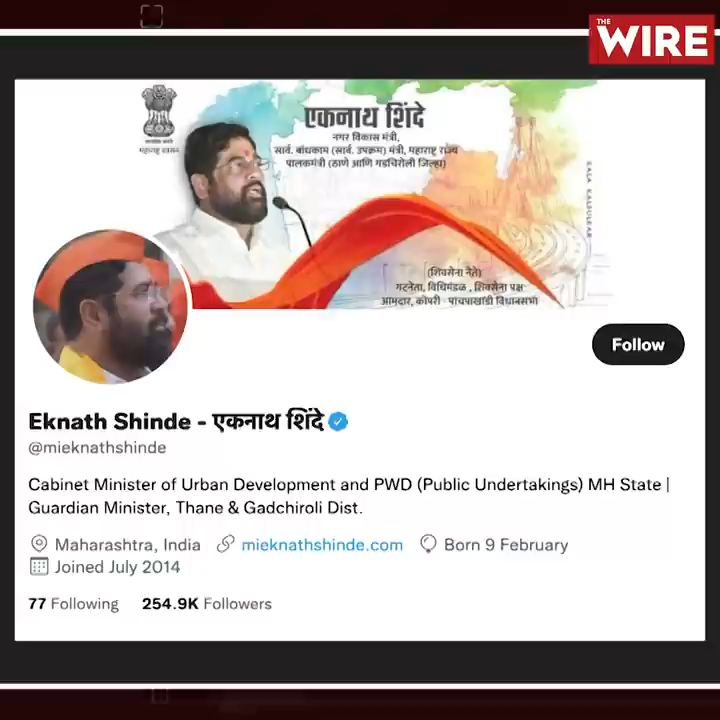 THE
WIRE
एकनाथ शिंदे
नगर विकास मंत्री,
सार्व. बांधकाम (सार्व. उपक्रम) मंत्री, महाराष्ट्र राज्य
पालकमंत्री (ठाणे आणि गडचिरोली जिल्हा)
महाराष्ट्र शासन
(शिवसेना नेते)
गटनेता, विधिमंडळ , शिवसेना पक्ष
आमदार, कोपरी - पाचपाखाडी विधानसभा
Follow
Eknath Shinde - एकनाथ शिंदे
@mieknathshinde
Cabinet Minister of Urban Development and PWD (Public Undertakings) MH State |
Guardian Minister, Thane & Gadchiroli Dist.
Maharashtra, India mieknathshinde.com Born 9 February
Joined July 2014
77 Following 254.9K Followers